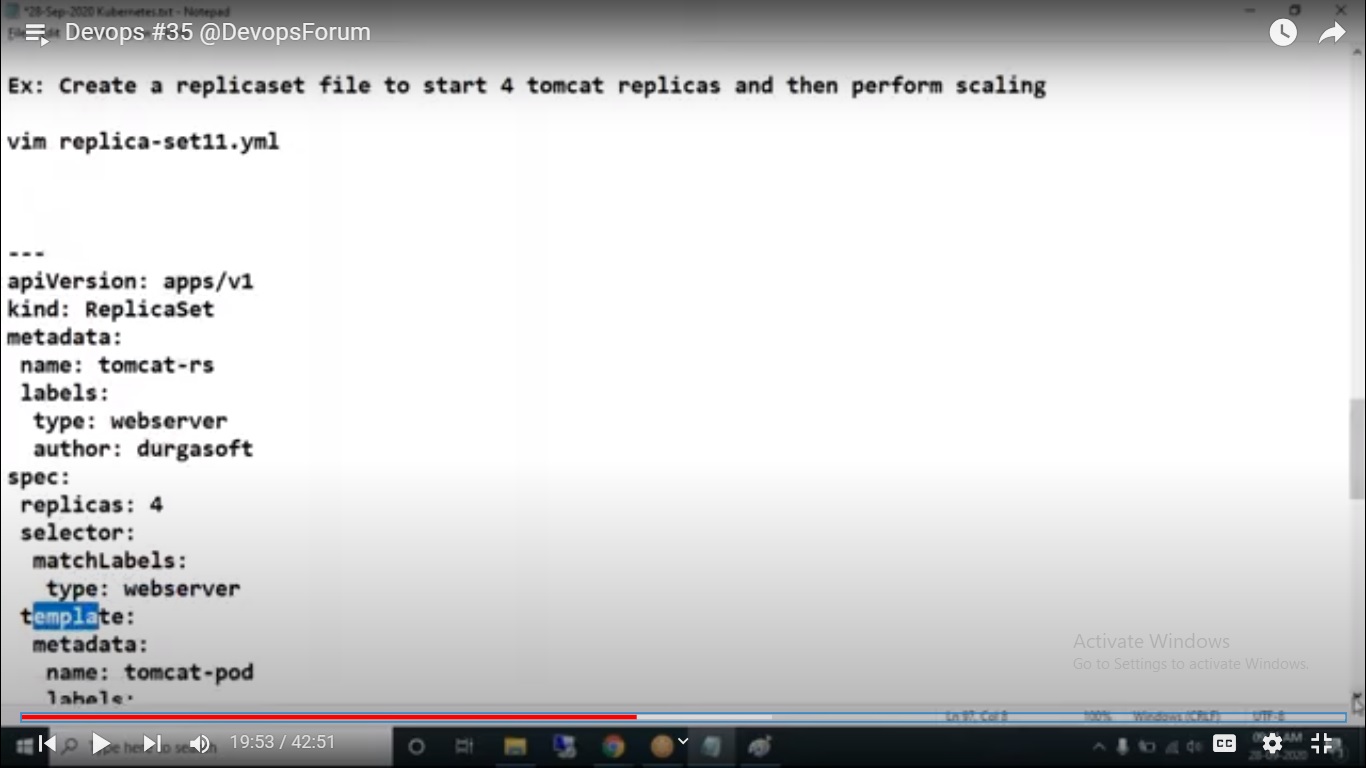 *28-Sep-2020 Kubernetes.txt - Notepad
Devops #35 @DevopsForum
Ex: Create a replicaset file to start 4 tomcat replicas and then perform scaling
vim replica-set11.yml
---
apiVersion: apps/v1
kind: ReplicaSet
metadata:
name: tomcat-rs
labels:
type: webserver
author: durgasoft
spec:
replicas: 4
selector:
matchLabels:
type: webserver
template:
metadata:
name: tomcat-pod
labels:
Activate Windows
Go to Settings to activate Windows.
Ln 97, Col 8 100% Windows (CRLF) UTF-8
Type here to search
19:53 / 42:51
CC
AM
28-09-2020